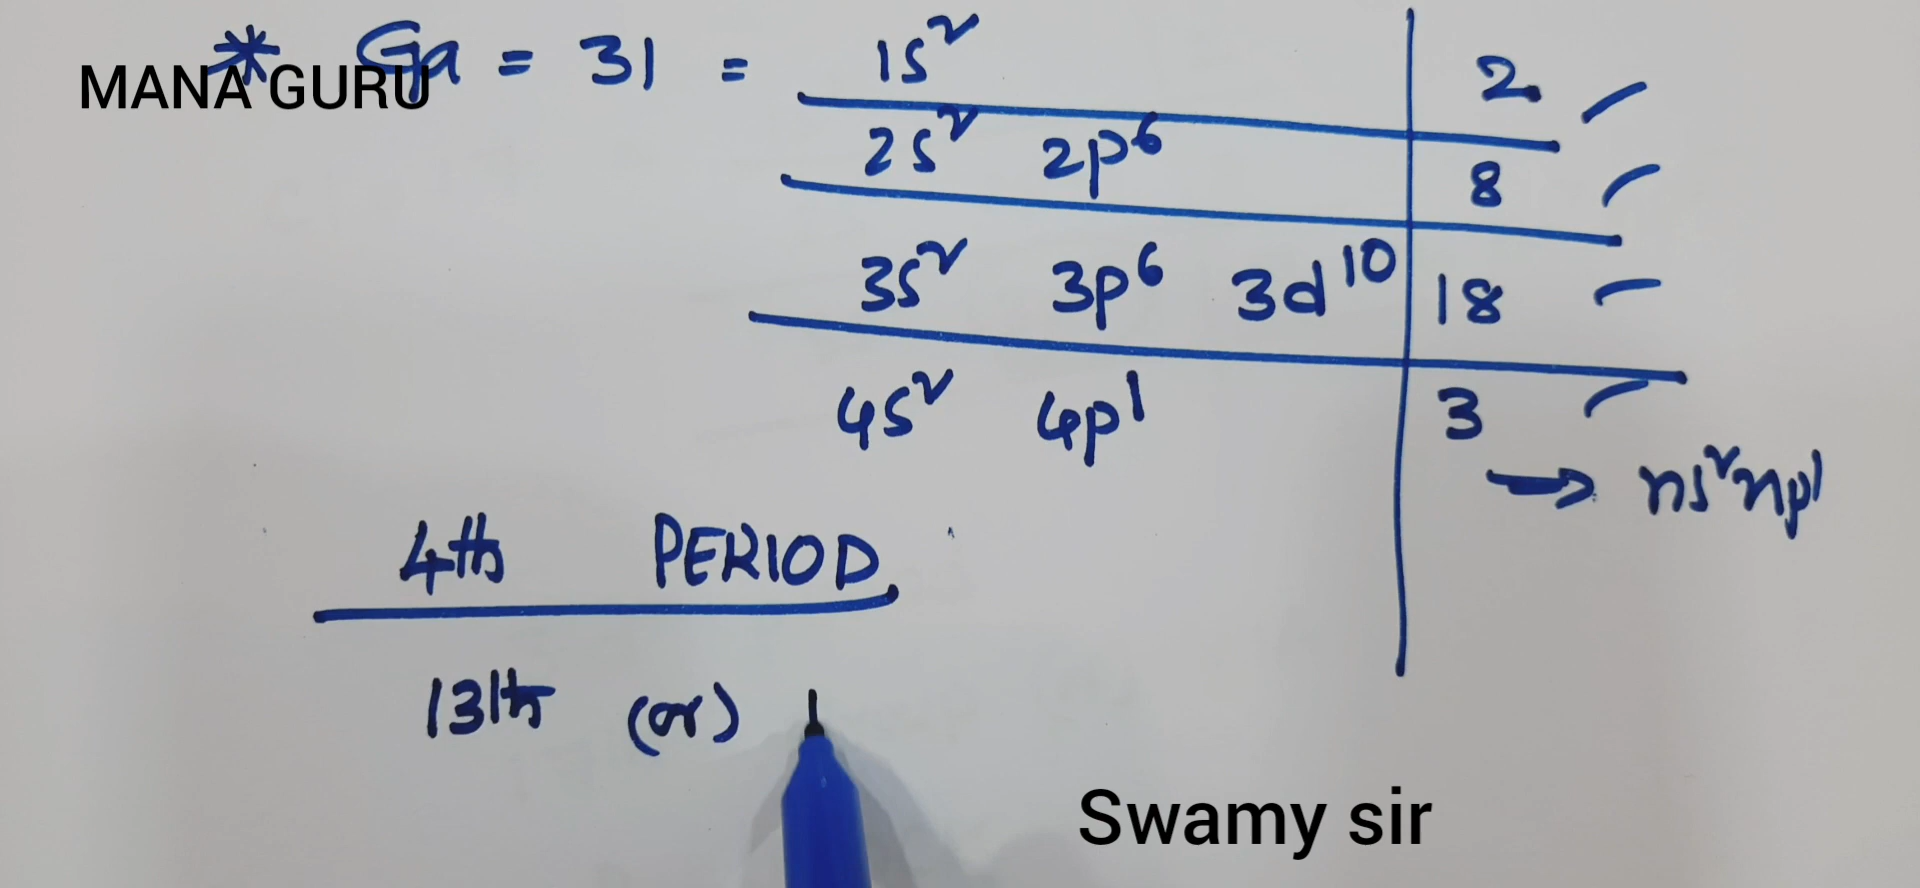 * Ga = 31 = 1s² 2
MANA GURU
2s² 2p⁶ 8
3s² 3p⁶ 3d¹⁰ 18
4s² 4p¹ 3
→ ns²np¹
4th PERIOD
13th (or) I
Swamy sir